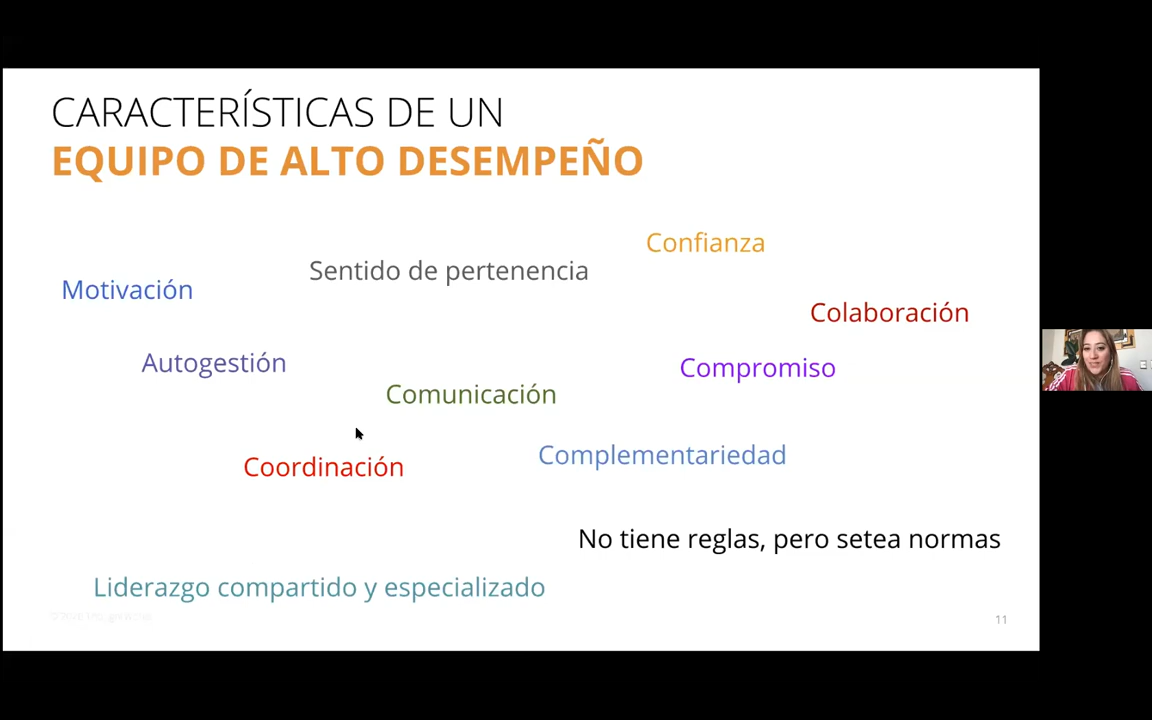 CARACTERÍSTICAS DE UN
EQUIPO DE ALTO DESEMPEÑO
Confianza
Sentido de pertenencia
Motivación
Colaboración
Autogestión
Compromiso
Comunicación
Complementariedad
Coordinación
No tiene reglas, pero setea normas
Liderazgo compartido y especializado
11